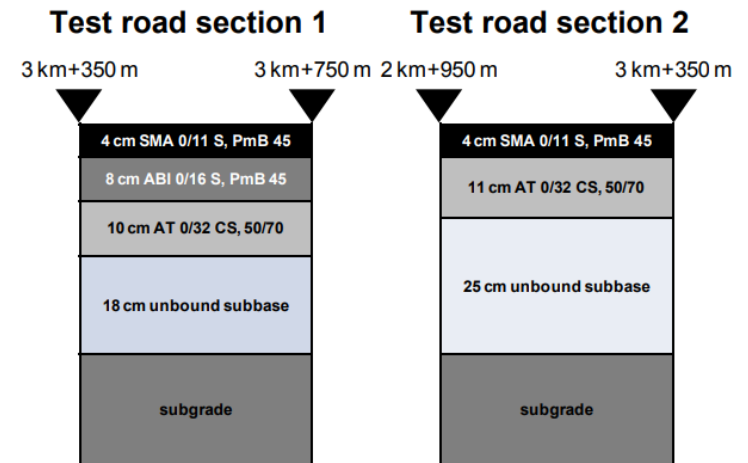 Test road section 1
Test road section 2
3 km+350 m
3 km+750 m
2 km+950 m
3 km+350 m
4 cm SMA 0/11 S, PmB 45
8 cm ABI 0/16 S, PmB 45
10 cm AT 0/32 CS, 50/70
18 cm unbound subbase
subgrade
4 cm SMA 0/11 S, PmB 45
11 cm AT 0/32 CS, 50/70
25 cm unbound subbase
subgrade